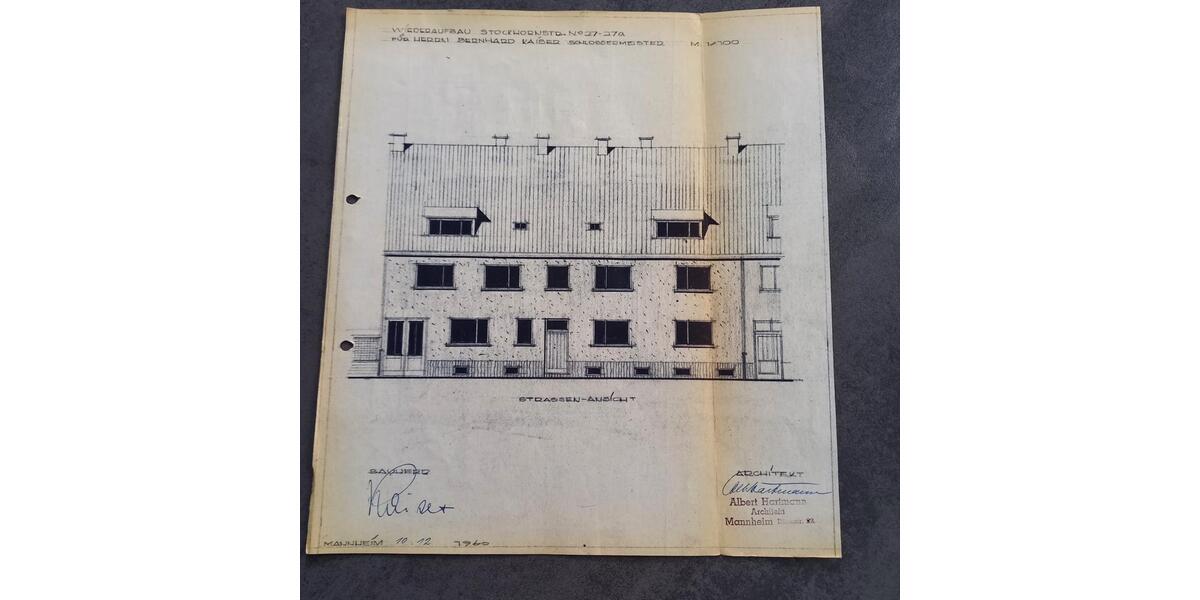 WIEDERAUFBAU STOCKHORNSTR. No 27-27a
FÜR HERRN BERNHARD KAISER SCHLOSSERMEISTER M. 1:100
STRASSEN-ANSICHT
BAUHERR
Kaiser
ARCHITEKT
Albert Hartmann
Architekt
Mannheim
MANNHEIM 10.12 1960